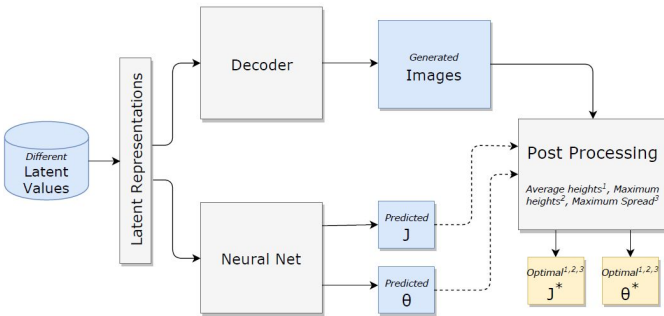 Different
Latent
Values
Latent Representations
Decoder
Generated
Images
Neural Net
Predicted
J
Predicted
θ
Post Processing
Average heights¹, Maximum
heights², Maximum Spread³
Optimal¹,²,³
J*
Optimal¹,²,³
θ*